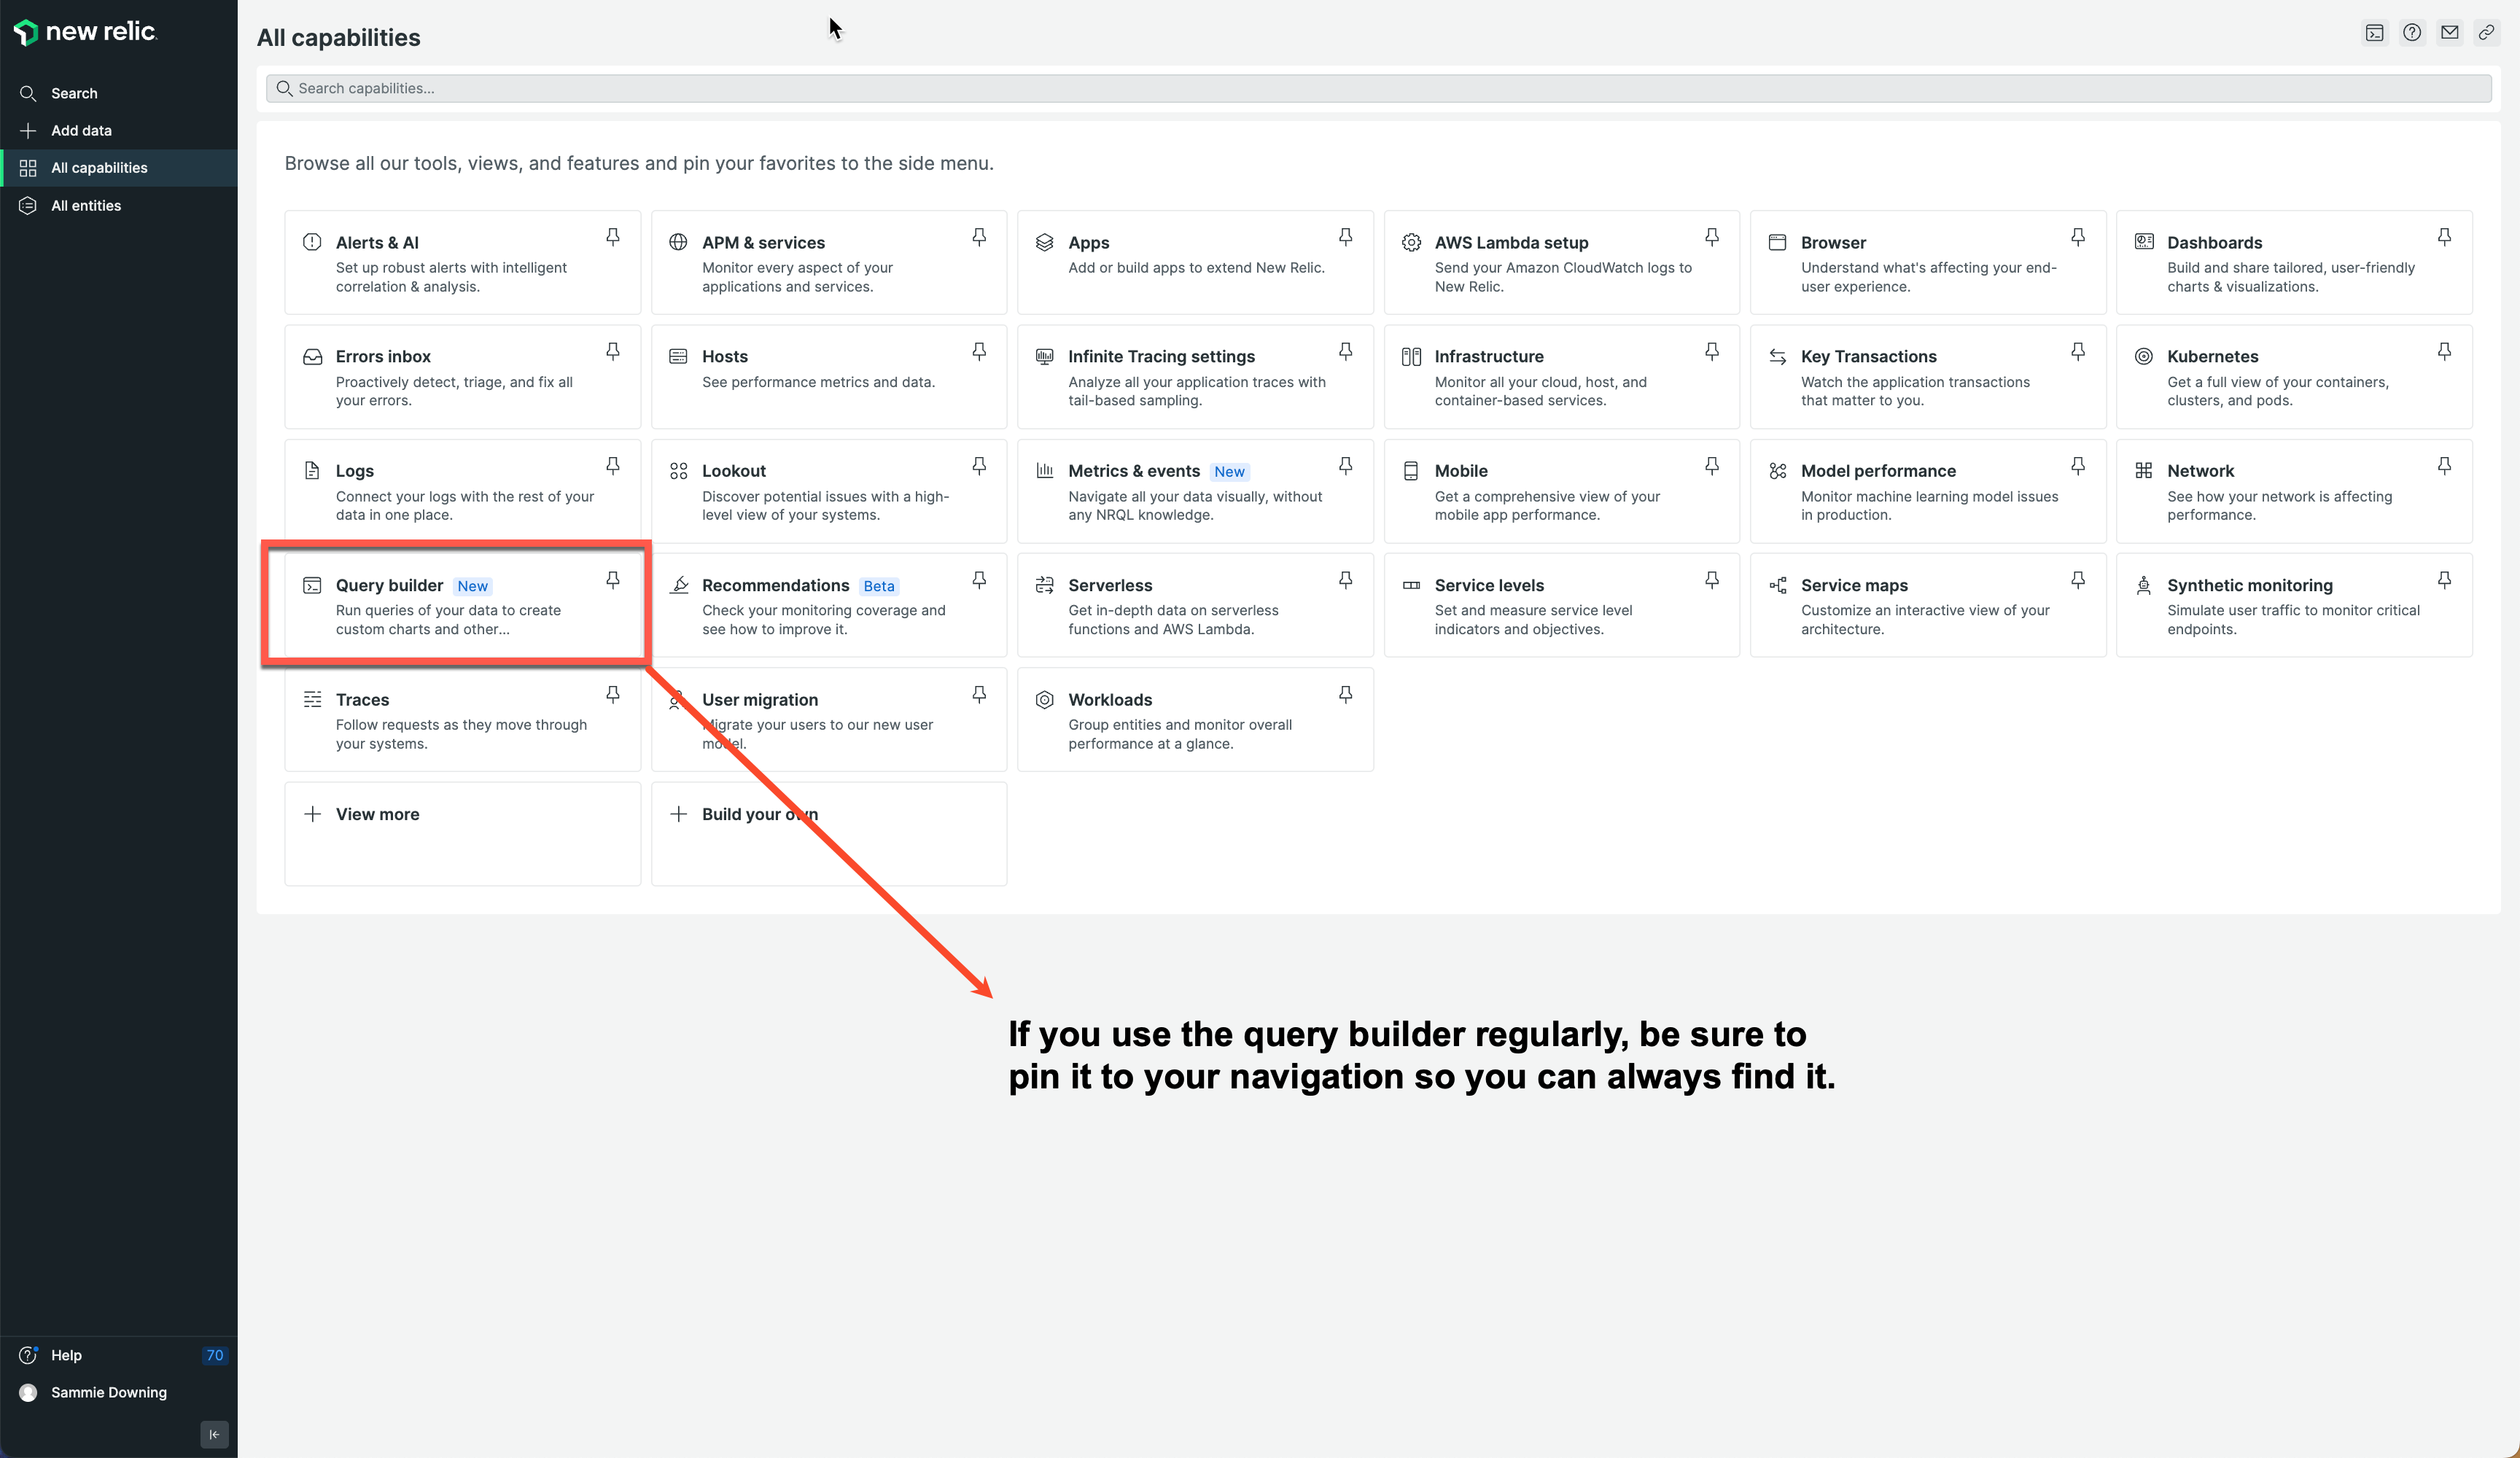 new relic.
Search
Add data
All capabilities
All entities
Help
70
Sammie Downing
All capabilities
Search capabilities...
Browse all our tools, views, and features and pin your favorites to the side menu.
Alerts & AI
Set up robust alerts with intelligent
correlation & analysis.
APM & services
Monitor every aspect of your
applications and services.
Apps
Add or build apps to extend New Relic.
AWS Lambda setup
Send your Amazon CloudWatch logs to
New Relic.
Browser
Understand what's affecting your end-
user experience.
Dashboards
Build and share tailored, user-friendly
charts & visualizations.
Errors inbox
Proactively detect, triage, and fix all
your errors.
Hosts
See performance metrics and data.
Infinite Tracing settings
Analyze all your application traces with
tail-based sampling.
Infrastructure
Monitor all your cloud, host, and
container-based services.
Key Transactions
Watch the application transactions
that matter to you.
Kubernetes
Get a full view of your containers,
clusters, and pods.
Logs
Connect your logs with the rest of your
data in one place.
Lookout
Discover potential issues with a high-
level view of your systems.
Metrics & events New
Navigate all your data visually, without
any NRQL knowledge.
Mobile
Get a comprehensive view of your
mobile app performance.
Model performance
Monitor machine learning model issues
in production.
Network
See how your network is affecting
performance.
Query builder New
Run queries of your data to create
custom charts and other...
Recommendations Beta
Check your monitoring coverage and
see how to improve it.
Serverless
Get in-depth data on serverless
functions and AWS Lambda.
Service levels
Set and measure service level
indicators and objectives.
Service maps
Customize an interactive view of your
architecture.
Synthetic monitoring
Simulate user traffic to monitor critical
endpoints.
Traces
Follow requests as they move through
your systems.
User migration
Migrate your users to our new user
model.
Workloads
Group entities and monitor overall
performance at a glance.
View more
Build your own
If you use the query builder regularly, be sure to
pin it to your navigation so you can always find it.